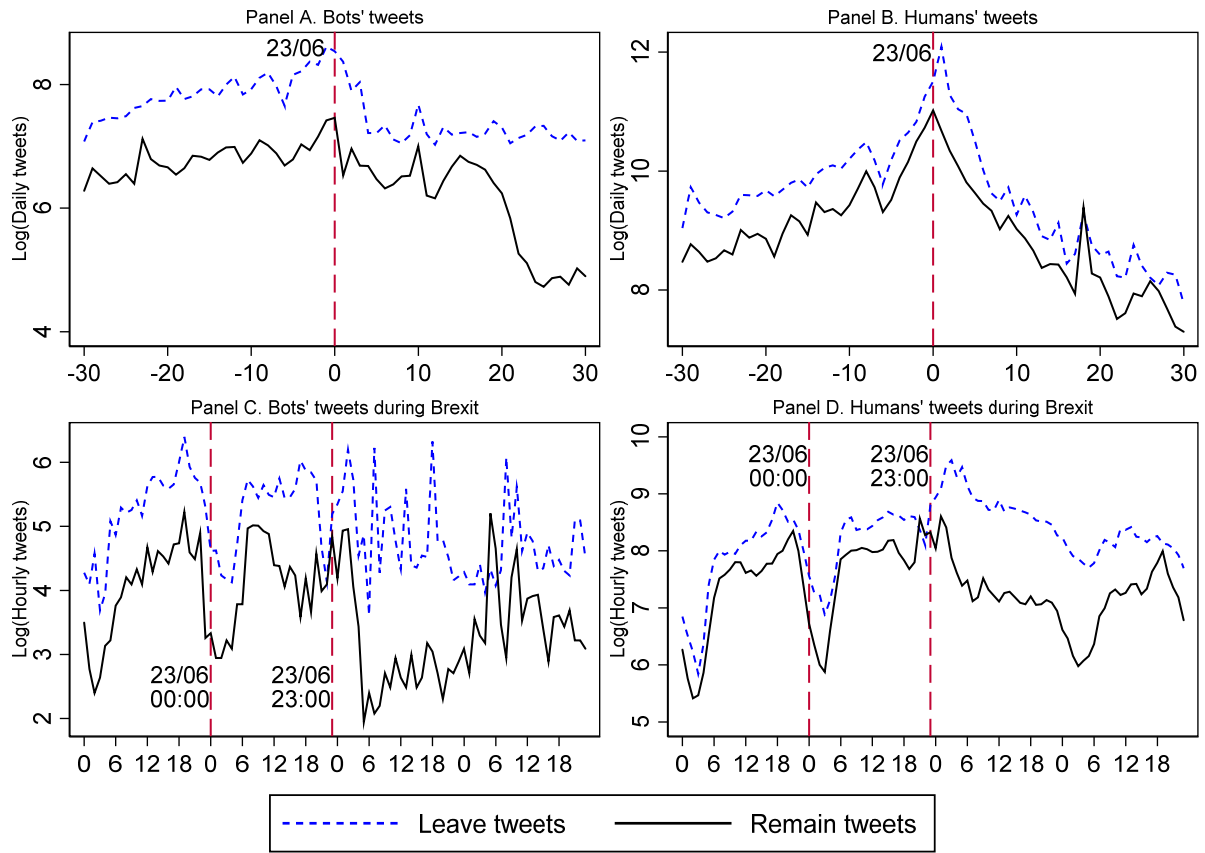 Panel A. Bots' tweets
Log(Daily tweets)
8
6
4
23/06
-30 -20 -10 0 10 20 30
Panel B. Humans' tweets
Log(Daily tweets)
12
10
8
23/06
-30 -20 -10 0 10 20 30
Panel C. Bots' tweets during Brexit
Log(Hourly tweets)
6
5
4
3
2
23/06
00:00
23/06
23:00
0 6 12 18 0 6 12 18 0 6 12 18 0 6 12 18
Panel D. Humans' tweets during Brexit
Log(Hourly tweets)
10
9
8
7
6
5
23/06
00:00
23/06
23:00
0 6 12 18 0 6 12 18 0 6 12 18 0 6 12 18
Leave tweets
Remain tweets